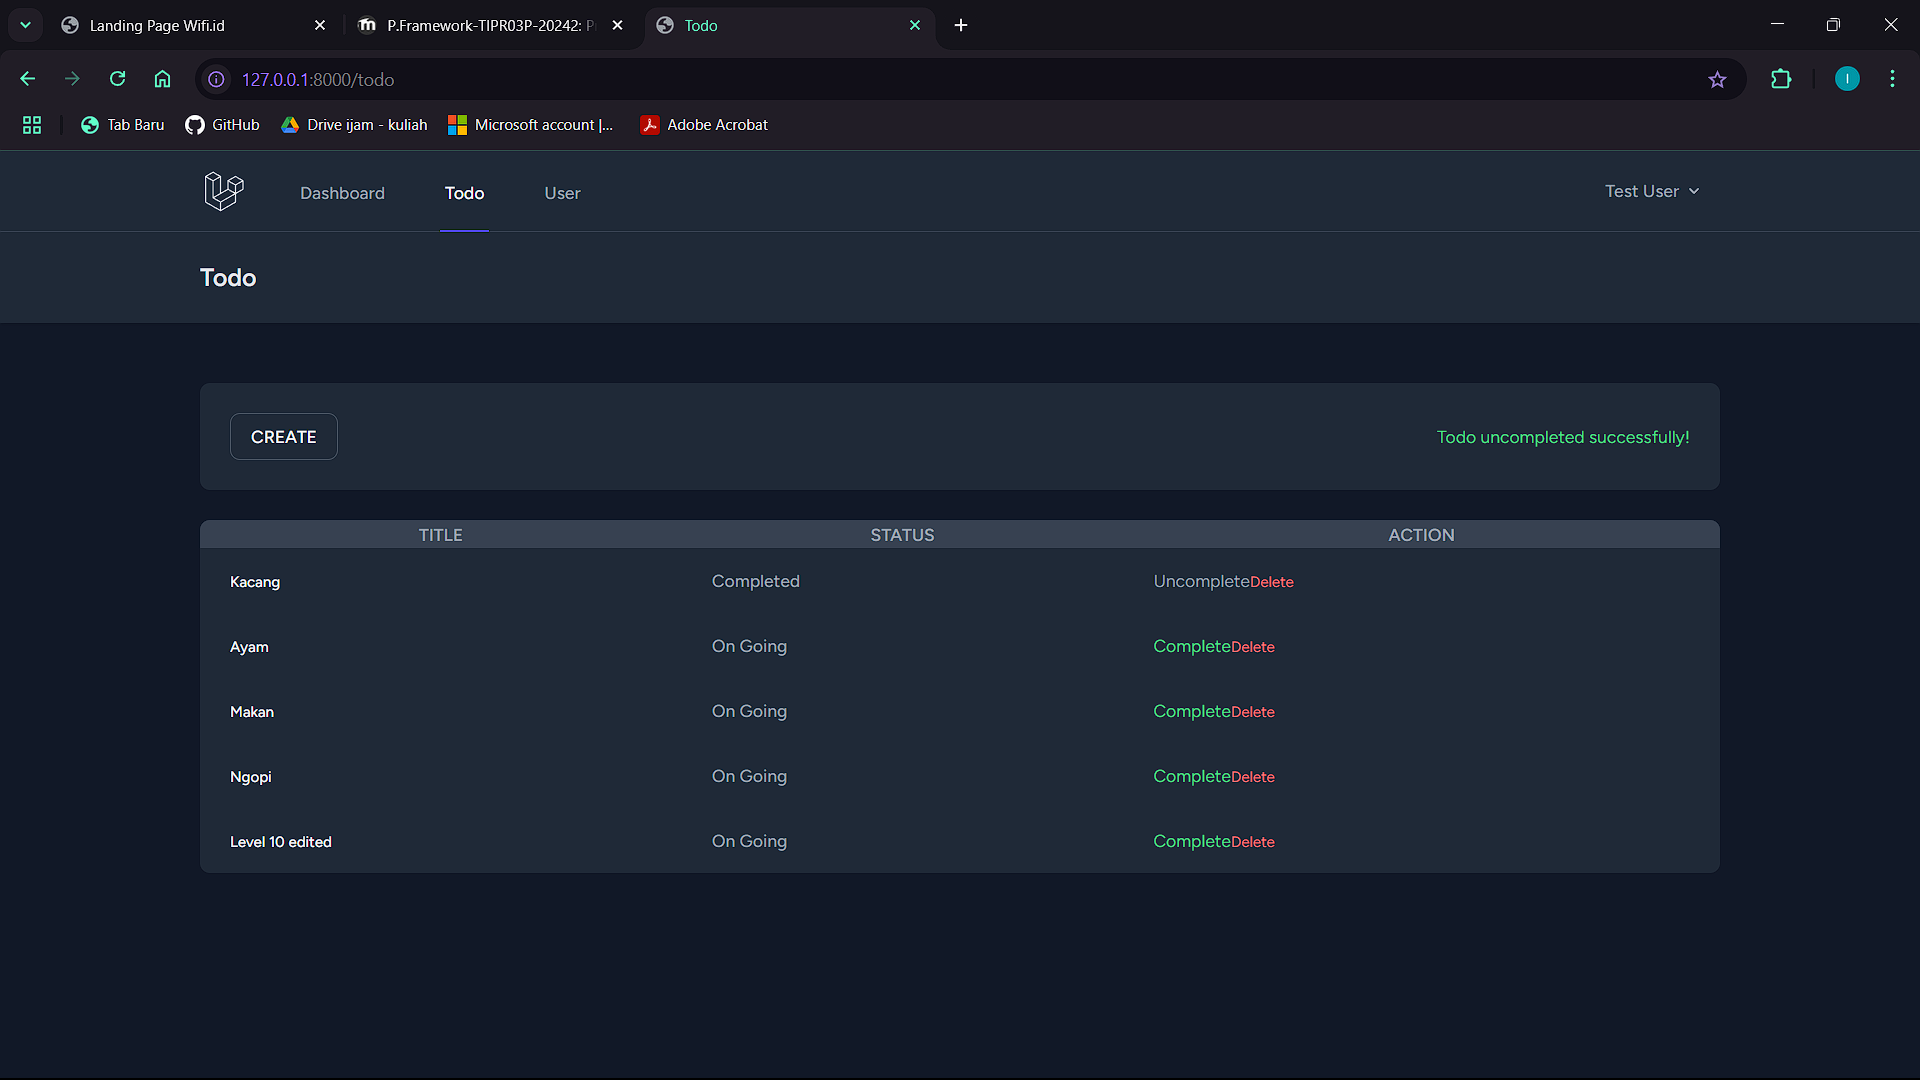 Landing Page Wifi.id
P.Framework-TIPR03P-20242: P
Todo
127.0.0.1:8000/todo
Tab Baru
GitHub
Drive ijam - kuliah
Microsoft account |...
Adobe Acrobat
I
Dashboard
Todo
User
Test User
Todo
CREATE
Todo uncompleted successfully!
TITLE STATUS ACTION
Kacang Completed UncompleteDelete
Ayam On Going CompleteDelete
Makan On Going CompleteDelete
Ngopi On Going CompleteDelete
Level 10 edited On Going CompleteDelete